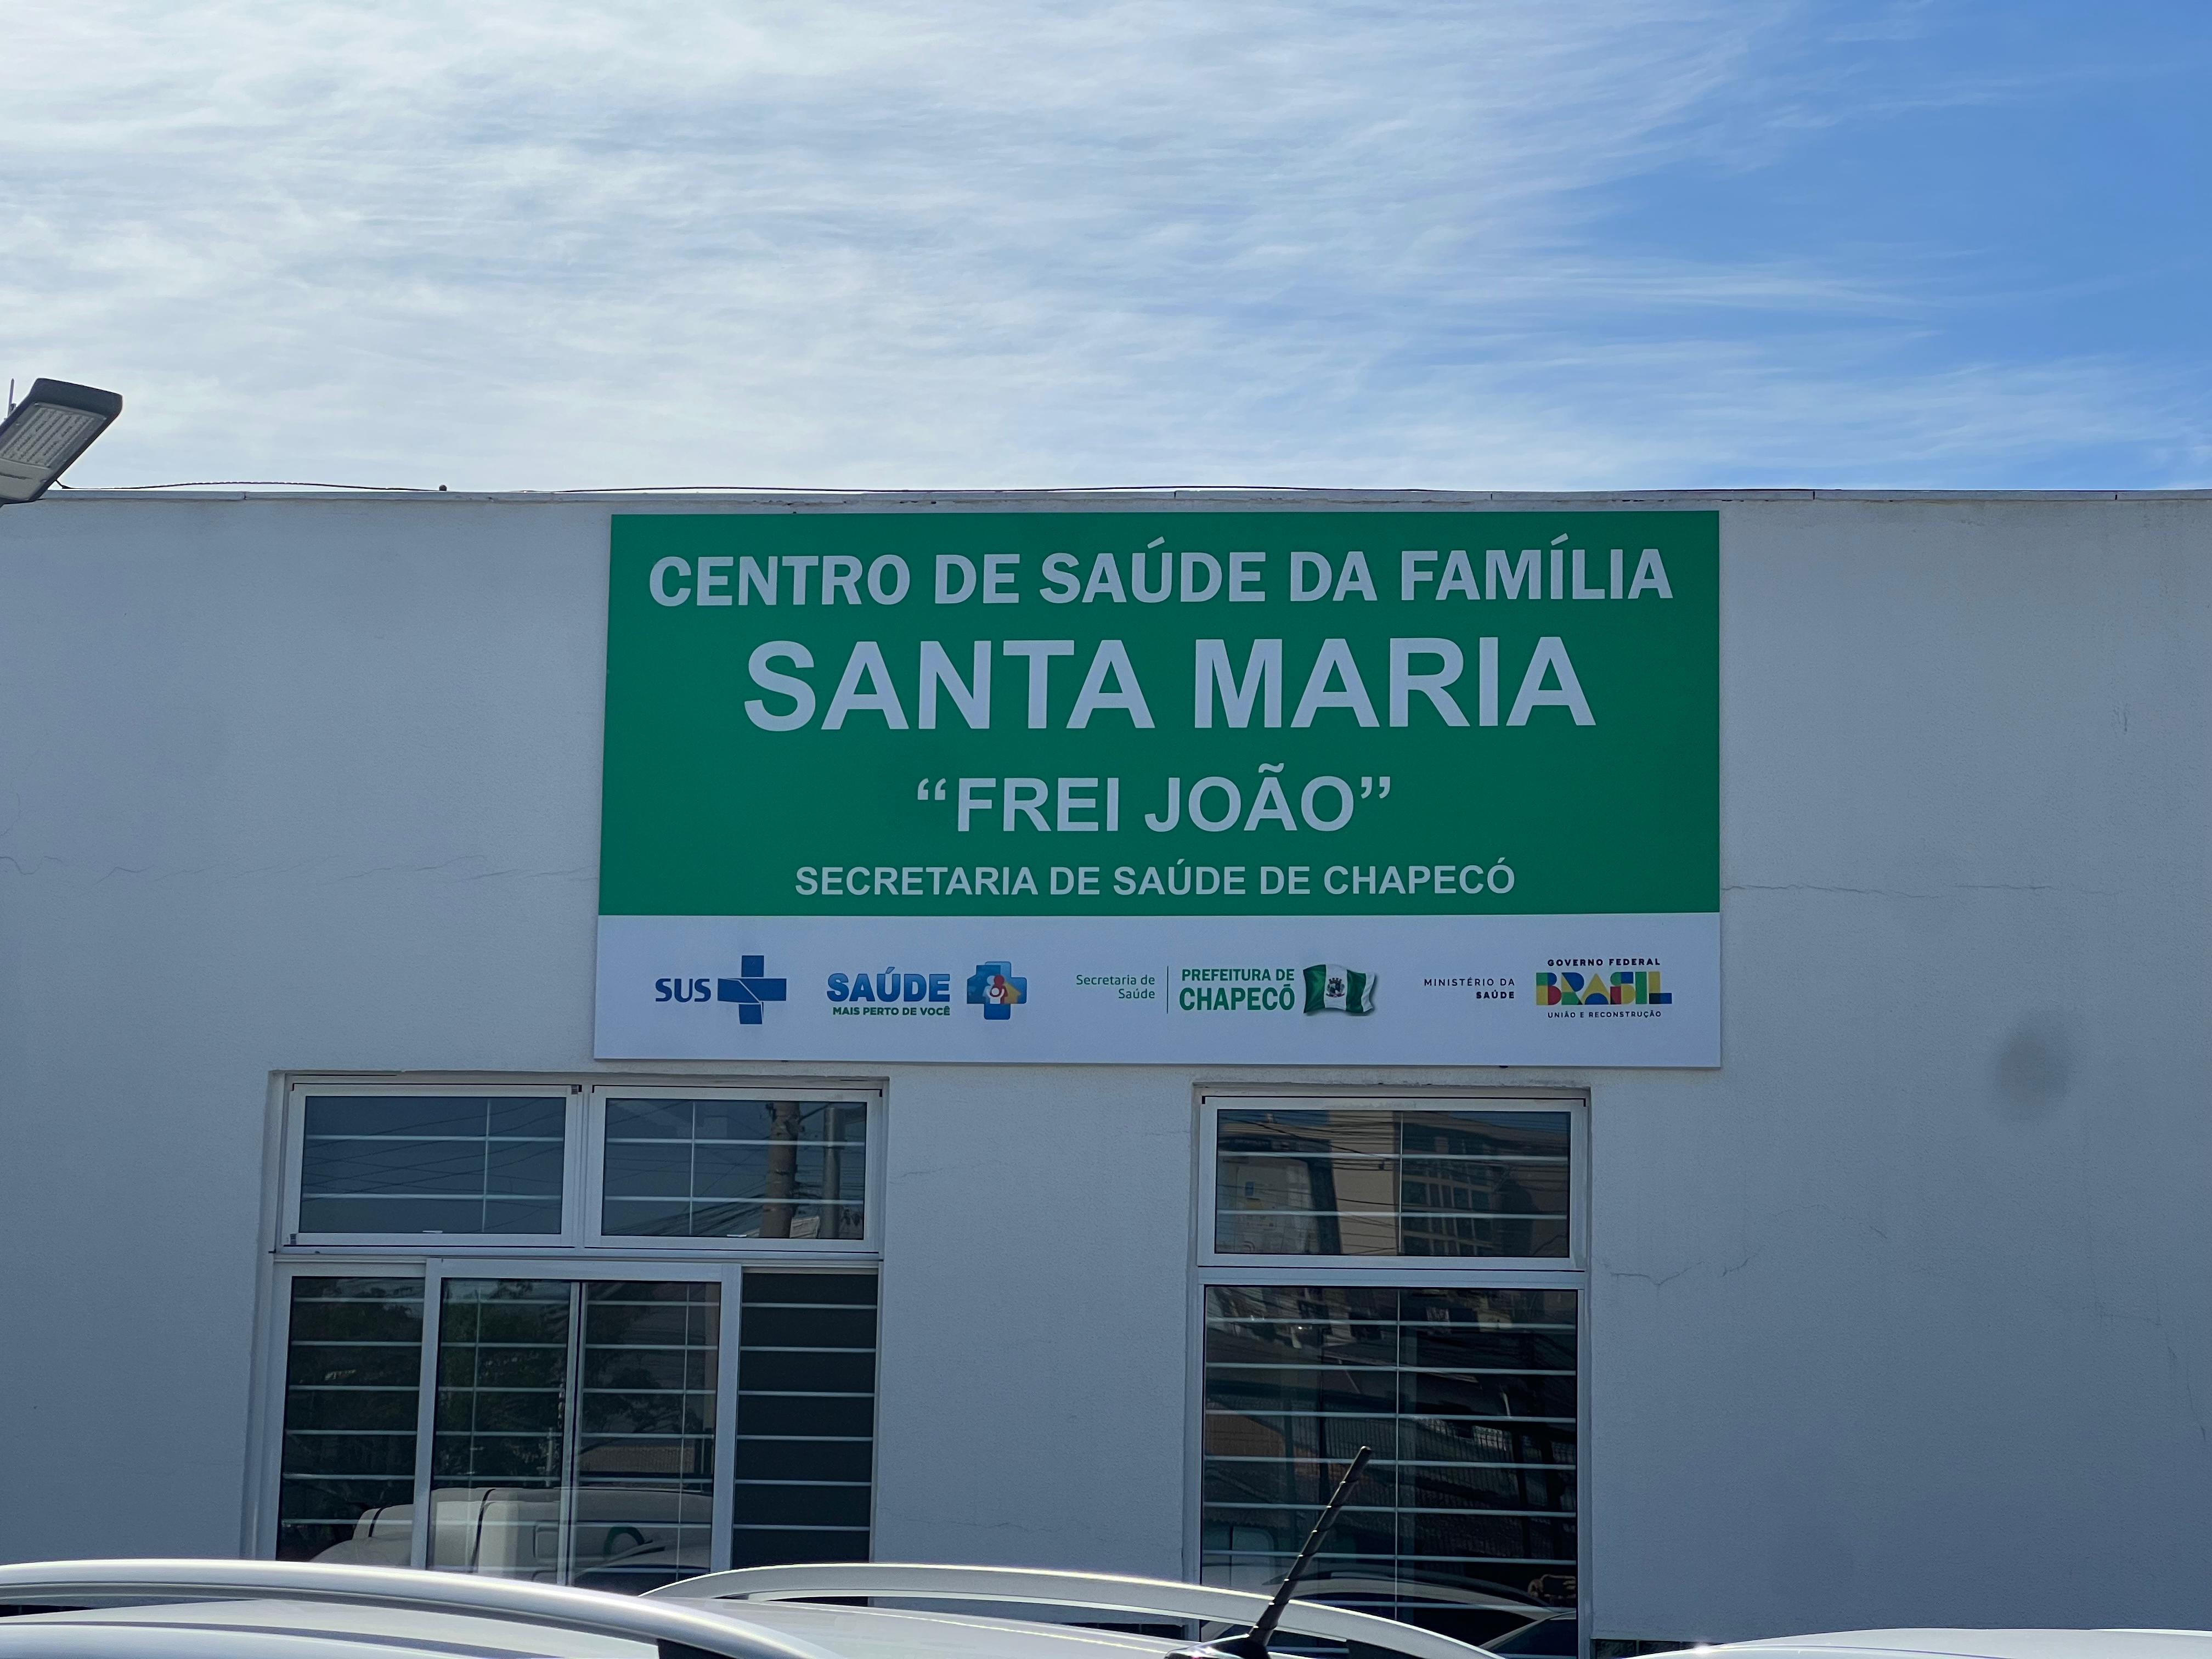 CENTRO DE SAÚDE DA FAMÍLIA
SANTA MARIA
“FREI JOÃO”
SECRETARIA DE SAÚDE DE CHAPECÓ
SUS
SAÚDE
MAIS PERTO DE VOCÊ
Secretaria de
Saúde
PREFEITURA DE
CHAPECÓ
MINISTÉRIO DA
SAÚDE
GOVERNO FEDERAL
BRASIL
UNIÃO E RECONSTRUÇÃO